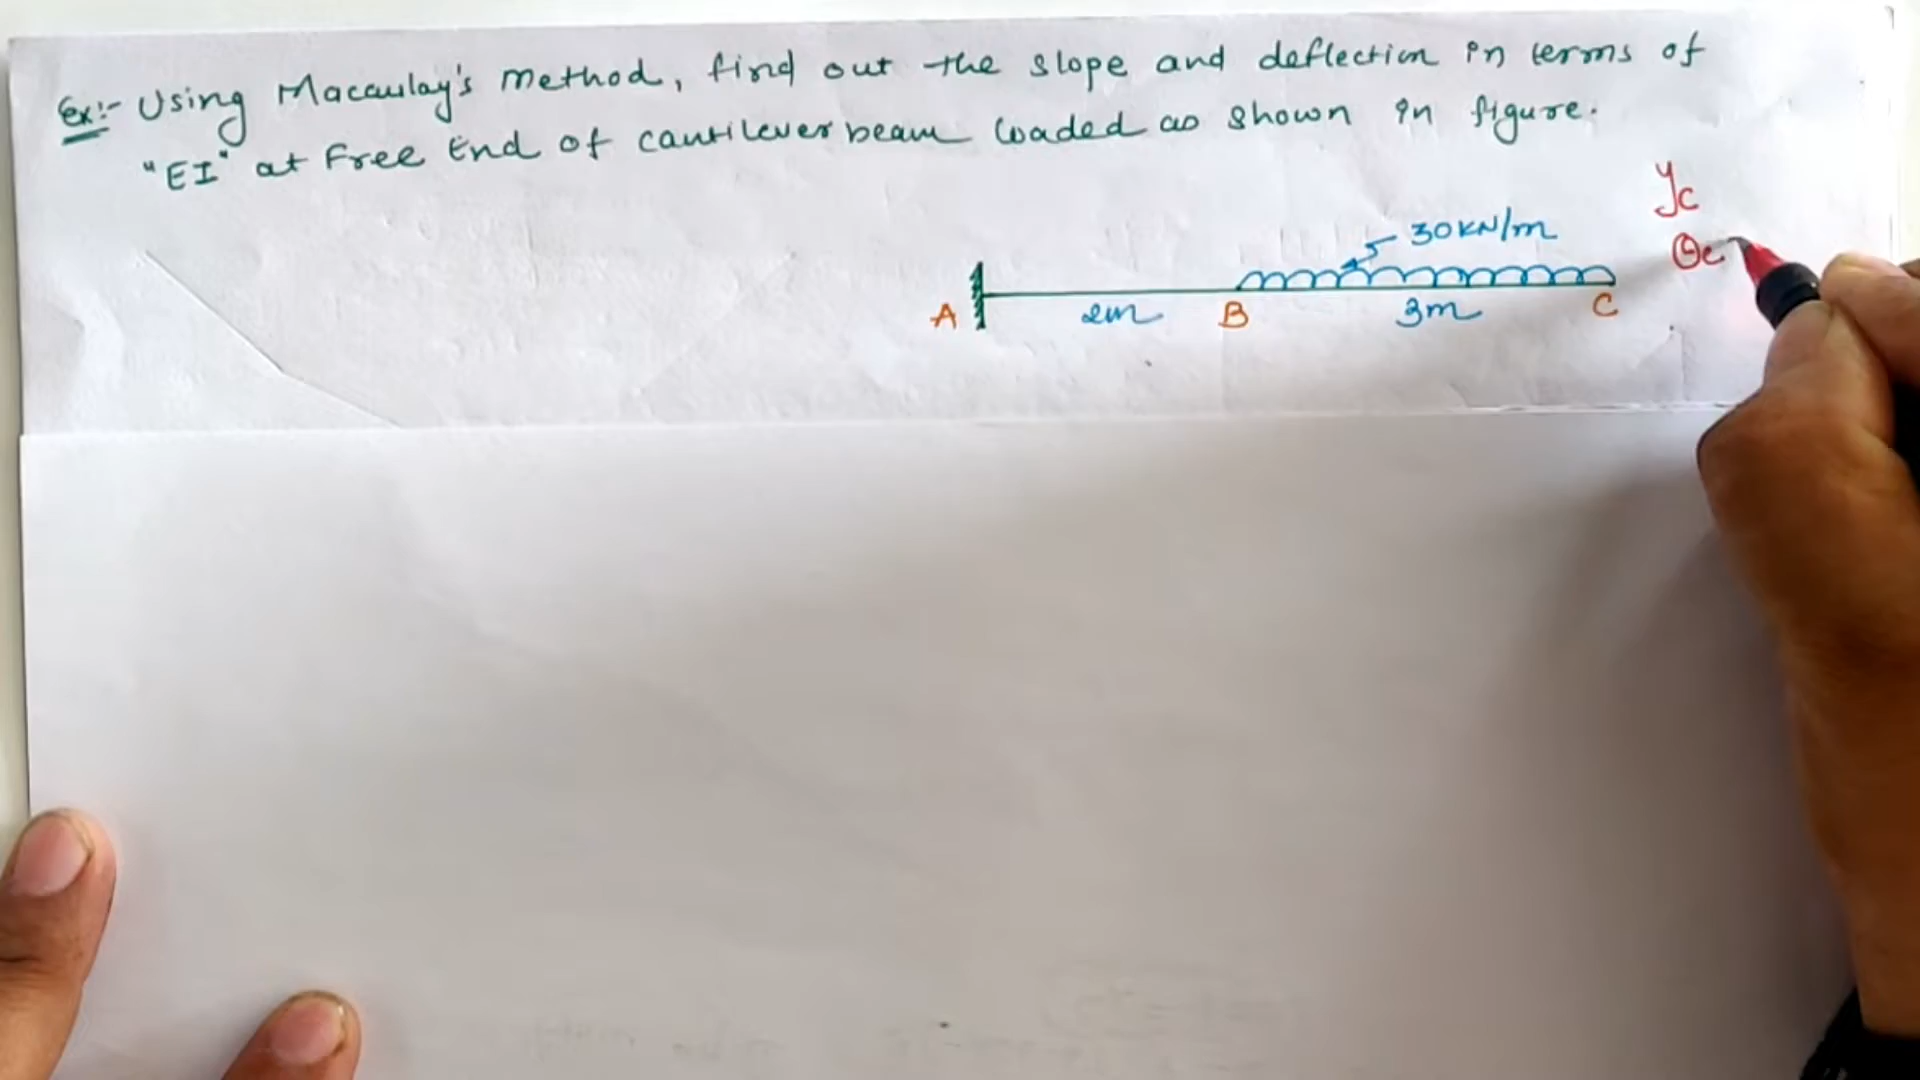 Ex:- Using Macaulay's Method, find out the slope and deflection in terms of
"EI" at Free End of cantilever beam loaded as shown in figure.
yc
θc
30 KN/m
A
2m
B
3m
C